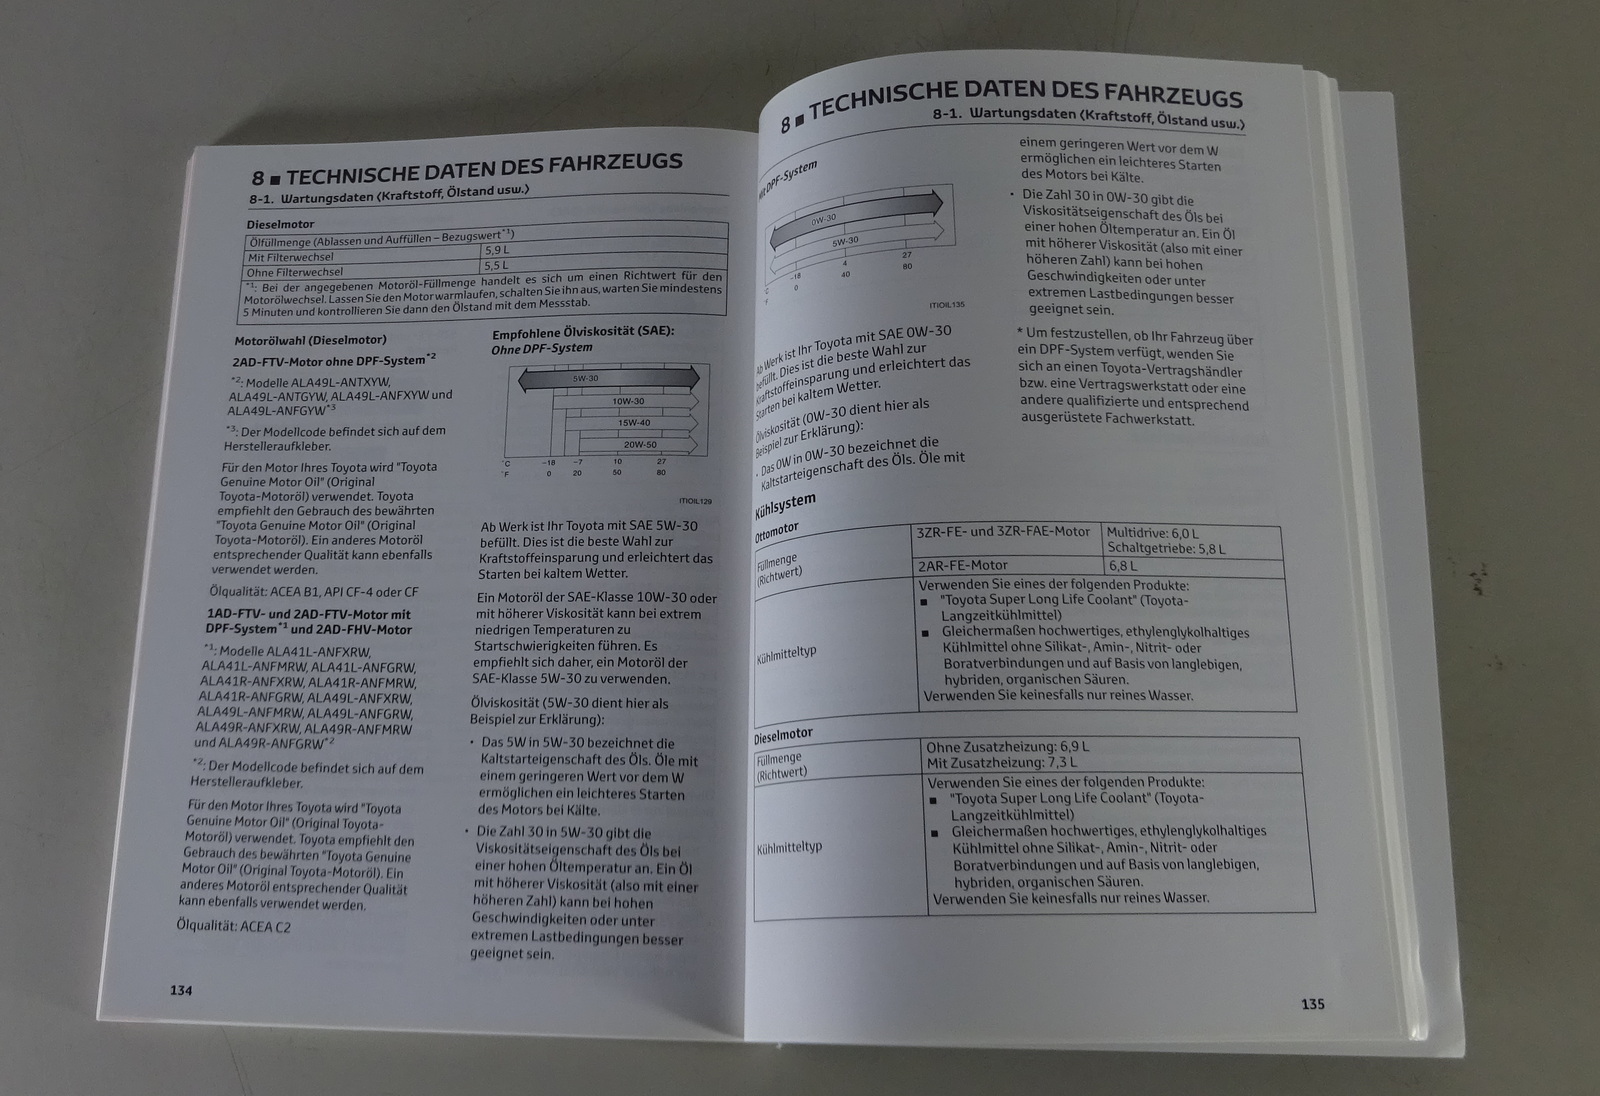 8 ■ TECHNISCHE DATEN DES FAHRZEUGS
8-1. Wartungsdaten (Kraftstoff, Ölstand usw.)
Dieselmotor
Ölfüllmenge (Ablassen und Auffüllen – Bezugswert*1)
Mit Filterwechsel 5,9 L
Ohne Filterwechsel 5,5 L
*1: Bei der angegebenen Motoröl-Füllmenge handelt es sich um einen Richtwert für den
Motorölwechsel. Lassen Sie den Motor warmlaufen, schalten Sie ihn aus, warten Sie mindestens
5 Minuten und kontrollieren Sie dann den Ölstand mit dem Messstab.
Motorölwahl (Dieselmotor)
2AD-FTV-Motor ohne DPF-System*2
*2: Modelle ALA49L-ANTXYW,
ALA49L-ANTGYW, ALA49L-ANFXYW und
ALA49L-ANFGYW*3
*3: Der Modellcode befindet sich auf dem
Herstelleraufkleber.
Für den Motor Ihres Toyota wird "Toyota
Genuine Motor Oil" (Original
Toyota-Motoröl) verwendet. Toyota
empfiehlt den Gebrauch des bewährten
"Toyota Genuine Motor Oil" (Original
Toyota-Motoröl). Ein anderes Motoröl
entsprechender Qualität kann ebenfalls
verwendet werden.
Ölqualität: ACEA B1, API CF-4 oder CF
1AD-FTV- und 2AD-FTV-Motor mit
DPF-System*1 und 2AD-FHV-Motor
*1: Modelle ALA41L-ANFXRW,
ALA41L-ANFMRW, ALA41L-ANFGRW,
ALA41R-ANFXRW, ALA41R-ANFMRW,
ALA41R-ANFGRW, ALA49L-ANFXRW,
ALA49L-ANFMRW, ALA49L-ANFGRW,
ALA49R-ANFXRW, ALA49R-ANFMRW
und ALA49R-ANFGRW*2
*2: Der Modellcode befindet sich auf dem
Herstelleraufkleber.
Für den Motor Ihres Toyota wird "Toyota
Genuine Motor Oil" (Original Toyota-
Motoröl) verwendet. Toyota empfiehlt den
Gebrauch des bewährten "Toyota Genuine
Motor Oil" (Original Toyota-Motoröl). Ein
anderes Motoröl entsprechender Qualität
kann ebenfalls verwendet werden.
Ölqualität: ACEA C2
Empfohlene Ölviskosität (SAE):
Ohne DPF-System
5W-30
10W-30
15W-40
20W-50
°C -18 -7 10 27
°F 0 20 50 80
ITIOIL129
Ab Werk ist Ihr Toyota mit SAE 5W-30
befüllt. Dies ist die beste Wahl zur
Kraftstoffeinsparung und erleichtert das
Starten bei kaltem Wetter.
Ein Motoröl der SAE-Klasse 10W-30 oder
mit höherer Viskosität kann bei extrem
niedrigen Temperaturen zu
Startschwierigkeiten führen. Es
empfiehlt sich daher, ein Motoröl der
SAE-Klasse 5W-30 zu verwenden.
Ölviskosität (5W-30 dient hier als
Beispiel zur Erklärung):
• Das 5W in 5W-30 bezeichnet die
Kaltstarteigenschaft des Öls. Öle mit
einem geringeren Wert vor dem W
ermöglichen ein leichteres Starten
des Motors bei Kälte.
• Die Zahl 30 in 5W-30 gibt die
Viskositätseigenschaft des Öls bei
einer hohen Öltemperatur an. Ein Öl
mit höherer Viskosität (also mit einer
höheren Zahl) kann bei hohen
Geschwindigkeiten oder unter
extremen Lastbedingungen besser
geeignet sein.
134
8 ■ TECHNISCHE DATEN DES FAHRZEUGS
8-1. Wartungsdaten (Kraftstoff, Ölstand usw.)
Mit DPF-System
0W-30
5W-30
°C -18 4 27
°F 0 40 80
ITIOIL135
Ab Werk ist Ihr Toyota mit SAE 0W-30
befüllt. Dies ist die beste Wahl zur
Kraftstoffeinsparung und erleichtert das
Starten bei kaltem Wetter.
Ölviskosität (0W-30 dient hier als
Beispiel zur Erklärung):
• Das 0W in 0W-30 bezeichnet die
Kaltstarteigenschaft des Öls. Öle mit
einem geringeren Wert vor dem W
ermöglichen ein leichteres Starten
des Motors bei Kälte.
• Die Zahl 30 in 0W-30 gibt die
Viskositätseigenschaft des Öls bei
einer hohen Öltemperatur an. Ein Öl
mit höherer Viskosität (also mit einer
höheren Zahl) kann bei hohen
Geschwindigkeiten oder unter
extremen Lastbedingungen besser
geeignet sein.
* Um festzustellen, ob Ihr Fahrzeug über
ein DPF-System verfügt, wenden Sie
sich an einen Toyota-Vertragshändler
bzw. eine Vertragswerkstatt oder eine
andere qualifizierte und entsprechend
ausgerüstete Fachwerkstatt.
Kühlsystem
Ottomotor
Füllmenge
(Richtwert)
3ZR-FE- und 3ZR-FAE-Motor Multidrive: 6,0 L
Schaltgetriebe: 5,8 L
2AR-FE-Motor 6,8 L
Kühlmitteltyp
Verwenden Sie eines der folgenden Produkte:
■ "Toyota Super Long Life Coolant" (Toyota-
Langzeitkühlmittel)
■ Gleichermaßen hochwertiges, ethylenglykolhaltiges
Kühlmittel ohne Silikat-, Amin-, Nitrit- oder
Boratverbindungen und auf Basis von langlebigen,
hybriden, organischen Säuren.
Verwenden Sie keinesfalls nur reines Wasser.
Dieselmotor
Füllmenge
(Richtwert)
Ohne Zusatzheizung: 6,9 L
Mit Zusatzheizung: 7,3 L
Kühlmitteltyp
Verwenden Sie eines der folgenden Produkte:
■ "Toyota Super Long Life Coolant" (Toyota-
Langzeitkühlmittel)
■ Gleichermaßen hochwertiges, ethylenglykolhaltiges
Kühlmittel ohne Silikat-, Amin-, Nitrit- oder
Boratverbindungen und auf Basis von langlebigen,
hybriden, organischen Säuren.
Verwenden Sie keinesfalls nur reines Wasser.
135